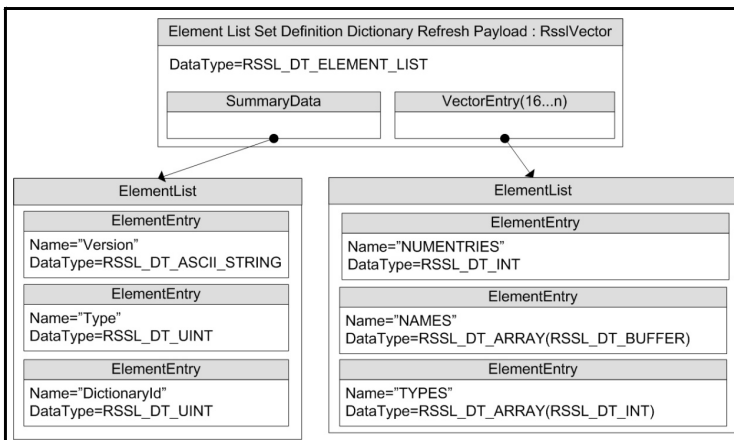 Element List Set Definition Dictionary Refresh Payload : RsslVector
DataType=RSSL_DT_ELEMENT_LIST
SummaryData
VectorEntry(16...n)
ElementList
ElementEntry
Name="Version"
DataType=RSSL_DT_ASCII_STRING
ElementEntry
Name="Type"
DataType=RSSL_DT_UINT
ElementEntry
Name="DictionaryId"
DataType=RSSL_DT_UINT
ElementList
ElementEntry
Name="NUMENTRIES"
DataType=RSSL_DT_INT
ElementEntry
Name="NAMES"
DataType=RSSL_DT_ARRAY(RSSL_DT_BUFFER)
ElementEntry
Name="TYPES"
DataType=RSSL_DT_ARRAY(RSSL_DT_INT)